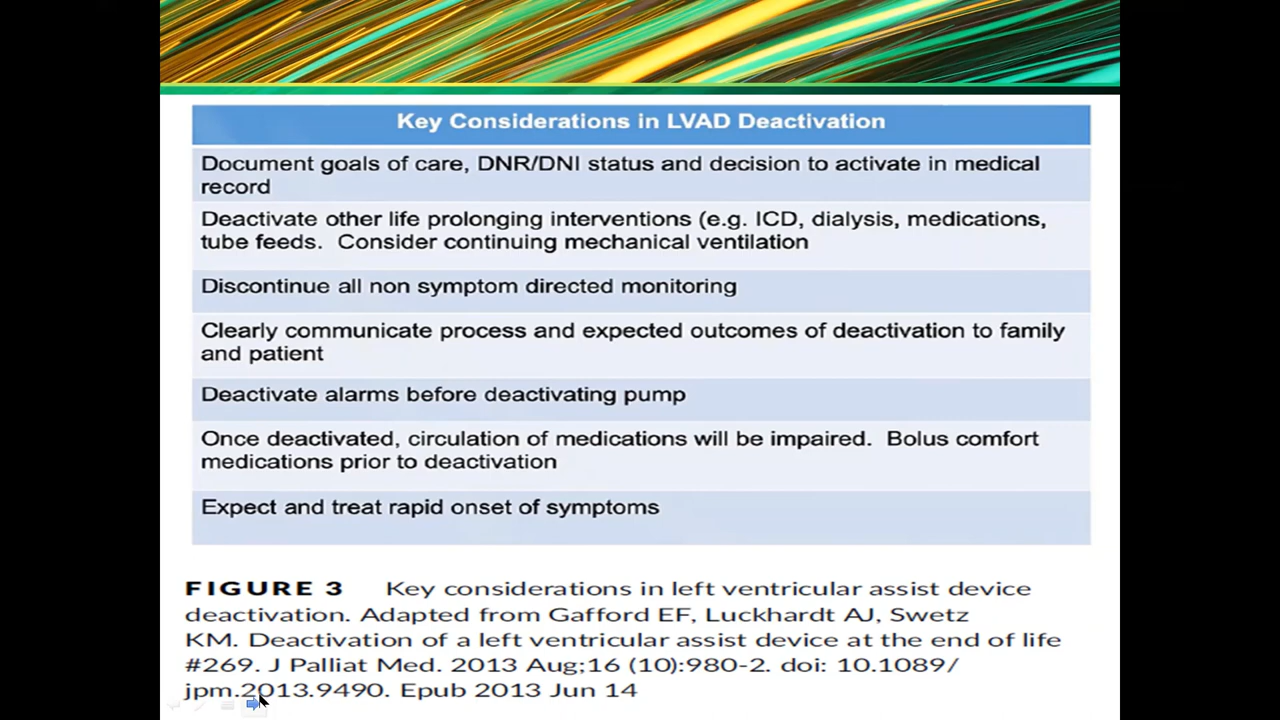 Key Considerations in LVAD Deactivation
Document goals of care, DNR/DNI status and decision to activate in medical
record
Deactivate other life prolonging interventions (e.g. ICD, dialysis, medications,
tube feeds.  Consider continuing mechanical ventilation
Discontinue all non symptom directed monitoring
Clearly communicate process and expected outcomes of deactivation to family
and patient
Deactivate alarms before deactivating pump
Once deactivated, circulation of medications will be impaired.  Bolus comfort
medications prior to deactivation
Expect and treat rapid onset of symptoms
FIGURE 3 Key considerations in left ventricular assist device
deactivation. Adapted from Gafford EF, Luckhardt AJ, Swetz
KM. Deactivation of a left ventricular assist device at the end of life
#269. J Palliat Med. 2013 Aug;16 (10):980-2. doi: 10.1089/
jpm.2013.9490. Epub 2013 Jun 14